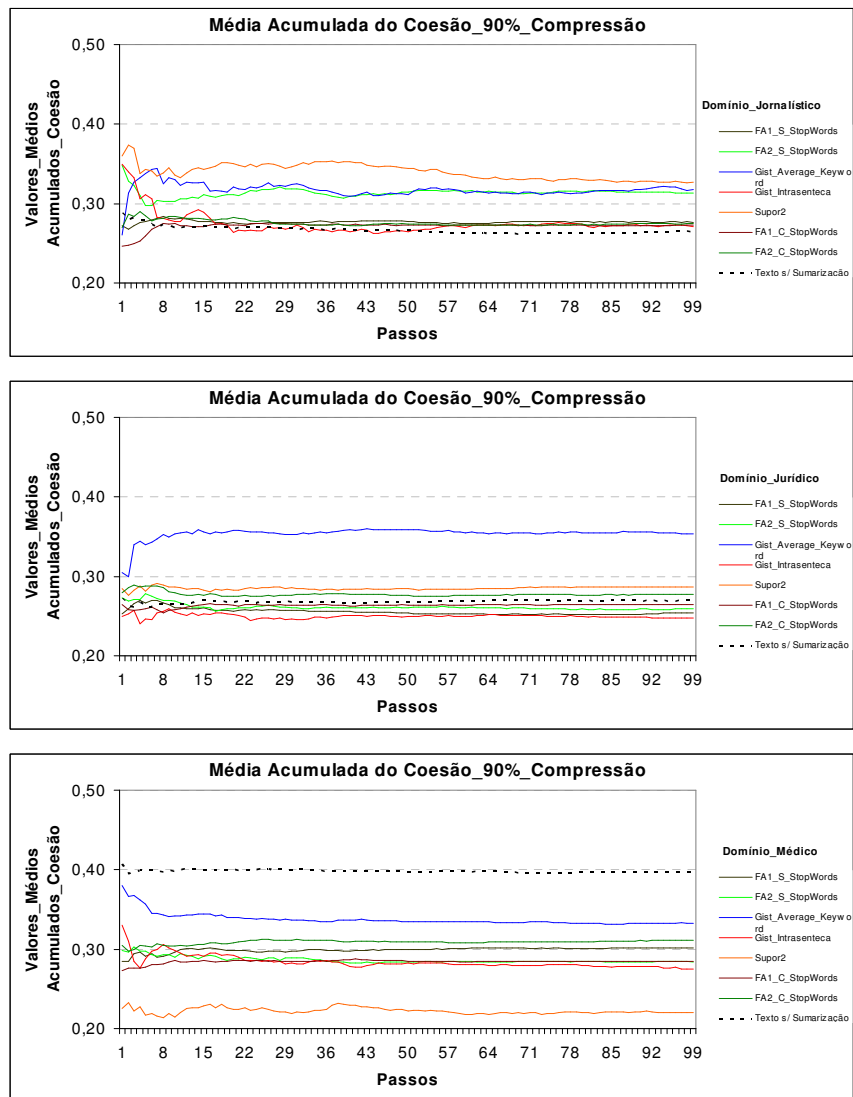 Média Acumulada do Coesão_90%_Compressão
0,50
0,40
0,30
0,20
Valores_Médios
Acumulados_Coesão
1 8 15 22 29 36 43 50 57 64 71 78 85 92 99
Passos
Domínio_Jornalístico
FA1_S_StopWords
FA2_S_StopWords
Gist_Average_Keywo
rd
Gist_Intrasenteca
Supor2
FA1_C_StopWords
FA2_C_StopWords
Texto s/ Sumarização
Média Acumulada do Coesão_90%_Compressão
0,50
0,40
0,30
0,20
Valores_Médios
Acumulados_Coesão
1 8 15 22 29 36 43 50 57 64 71 78 85 92 99
Passos
Domínio_Jurídico
FA1_S_StopWords
FA2_S_StopWords
Gist_Average_Keywo
rd
Gist_Intrasenteca
Supor2
FA1_C_StopWords
FA2_C_StopWords
Texto s/ Sumarização
Média Acumulada do Coesão_90%_Compressão
0,50
0,40
0,30
0,20
Valores_Médios
Acumulados_Coesão
1 8 15 22 29 36 43 50 57 64 71 78 85 92 99
Passos
Domínio_Médico
FA1_S_StopWords
FA2_S_StopWords
Gist_Average_Keywo
rd
Gist_Intrasenteca
Supor2
FA1_C_StopWords
FA2_C_StopWords
Texto s/ Sumarização